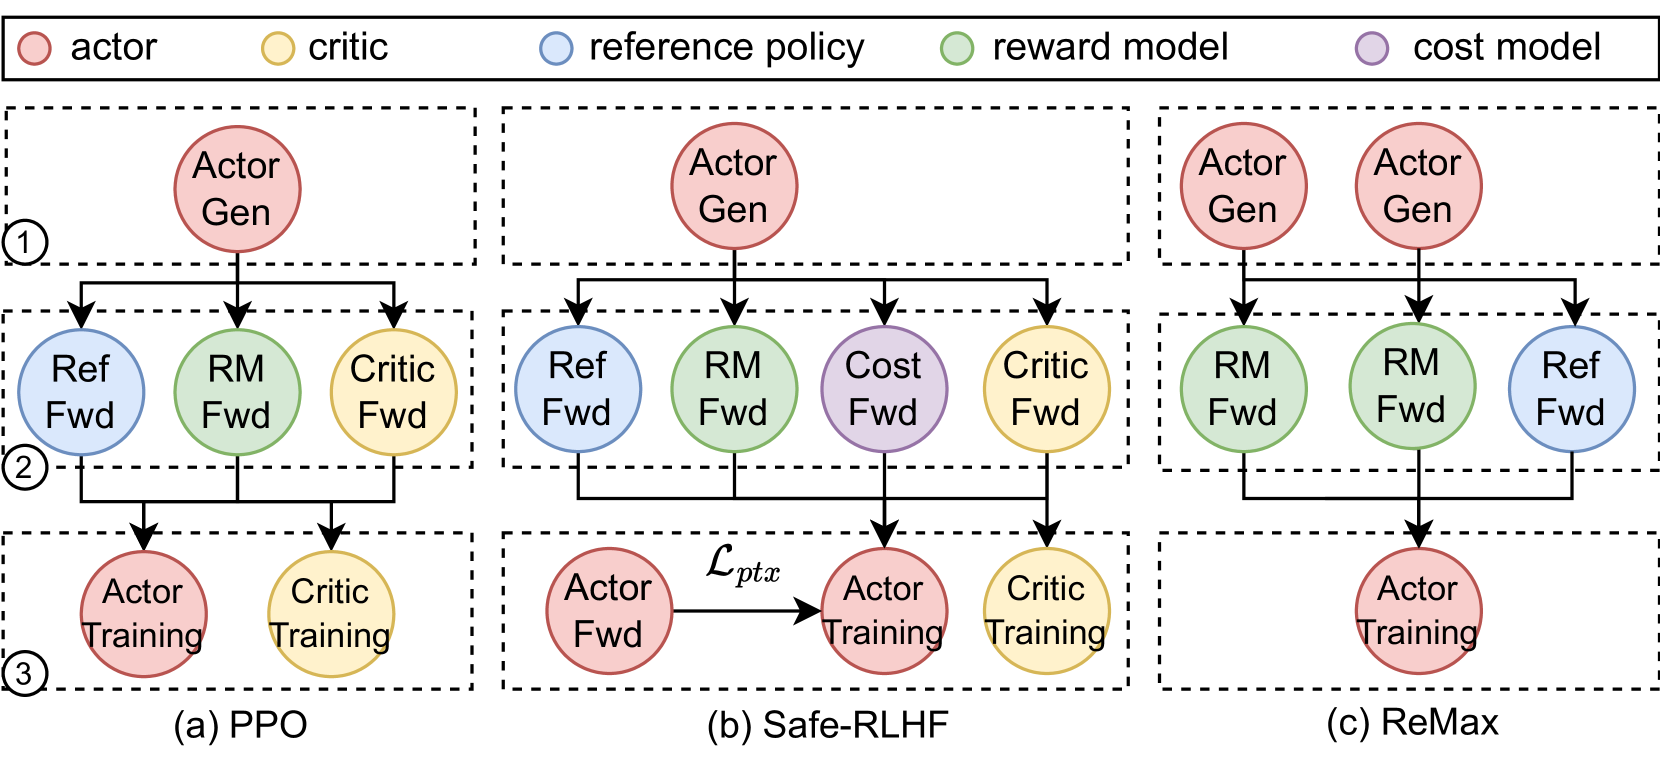 actor critic reference policy reward model cost model
Actor
Gen
Actor
Gen
Actor
Gen
Actor
Gen
1
Ref
Fwd
RM
Fwd
Critic
Fwd
Ref
Fwd
RM
Fwd
Cost
Fwd
Critic
Fwd
RM
Fwd
RM
Fwd
Ref
Fwd
2
Actor
Training
Critic
Training
Actor
Fwd
ℒptx
Actor
Training
Critic
Training
Actor
Training
3
(a) PPO
(b) Safe-RLHF
(c) ReMax